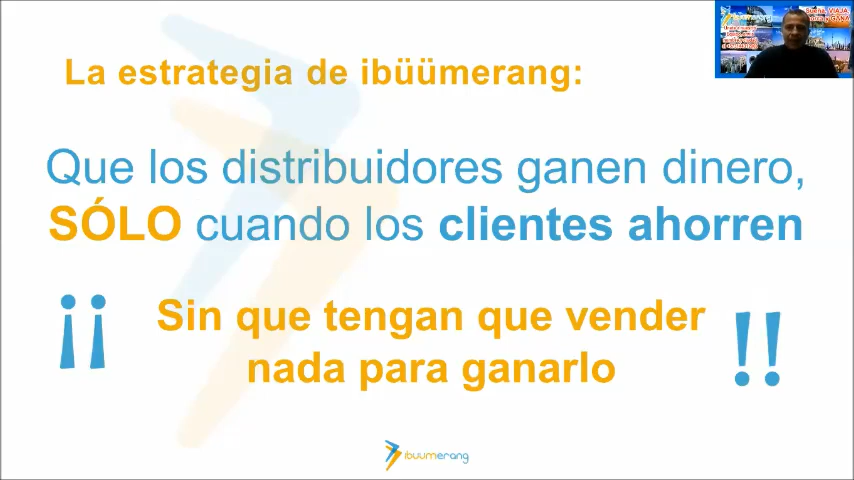 La estrategia de ibüümerang:
Que los distribuidores ganen dinero,
SÓLO cuando los clientes ahorren
¡¡ Sin que tengan que vender !!
nada para ganarlo
ibuumerang